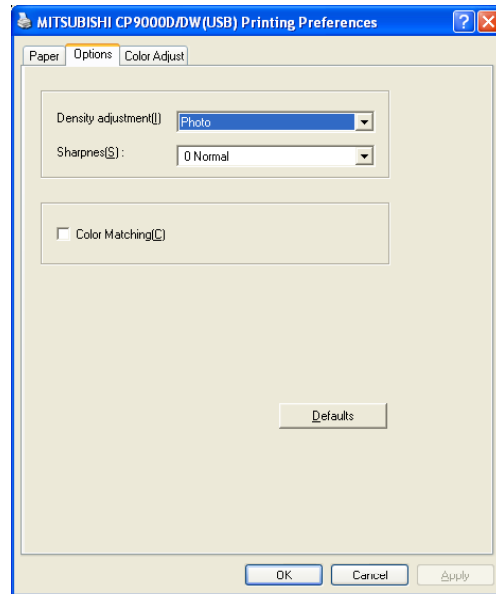 MITSUBISHI CP9000D/DW(USB) Printing Preferences
Paper Options Color Adjust
Density adjustment(I) Photo
Sharpnes(S) : 0 Normal
Color Matching(C)
Defaults
OK Cancel Apply